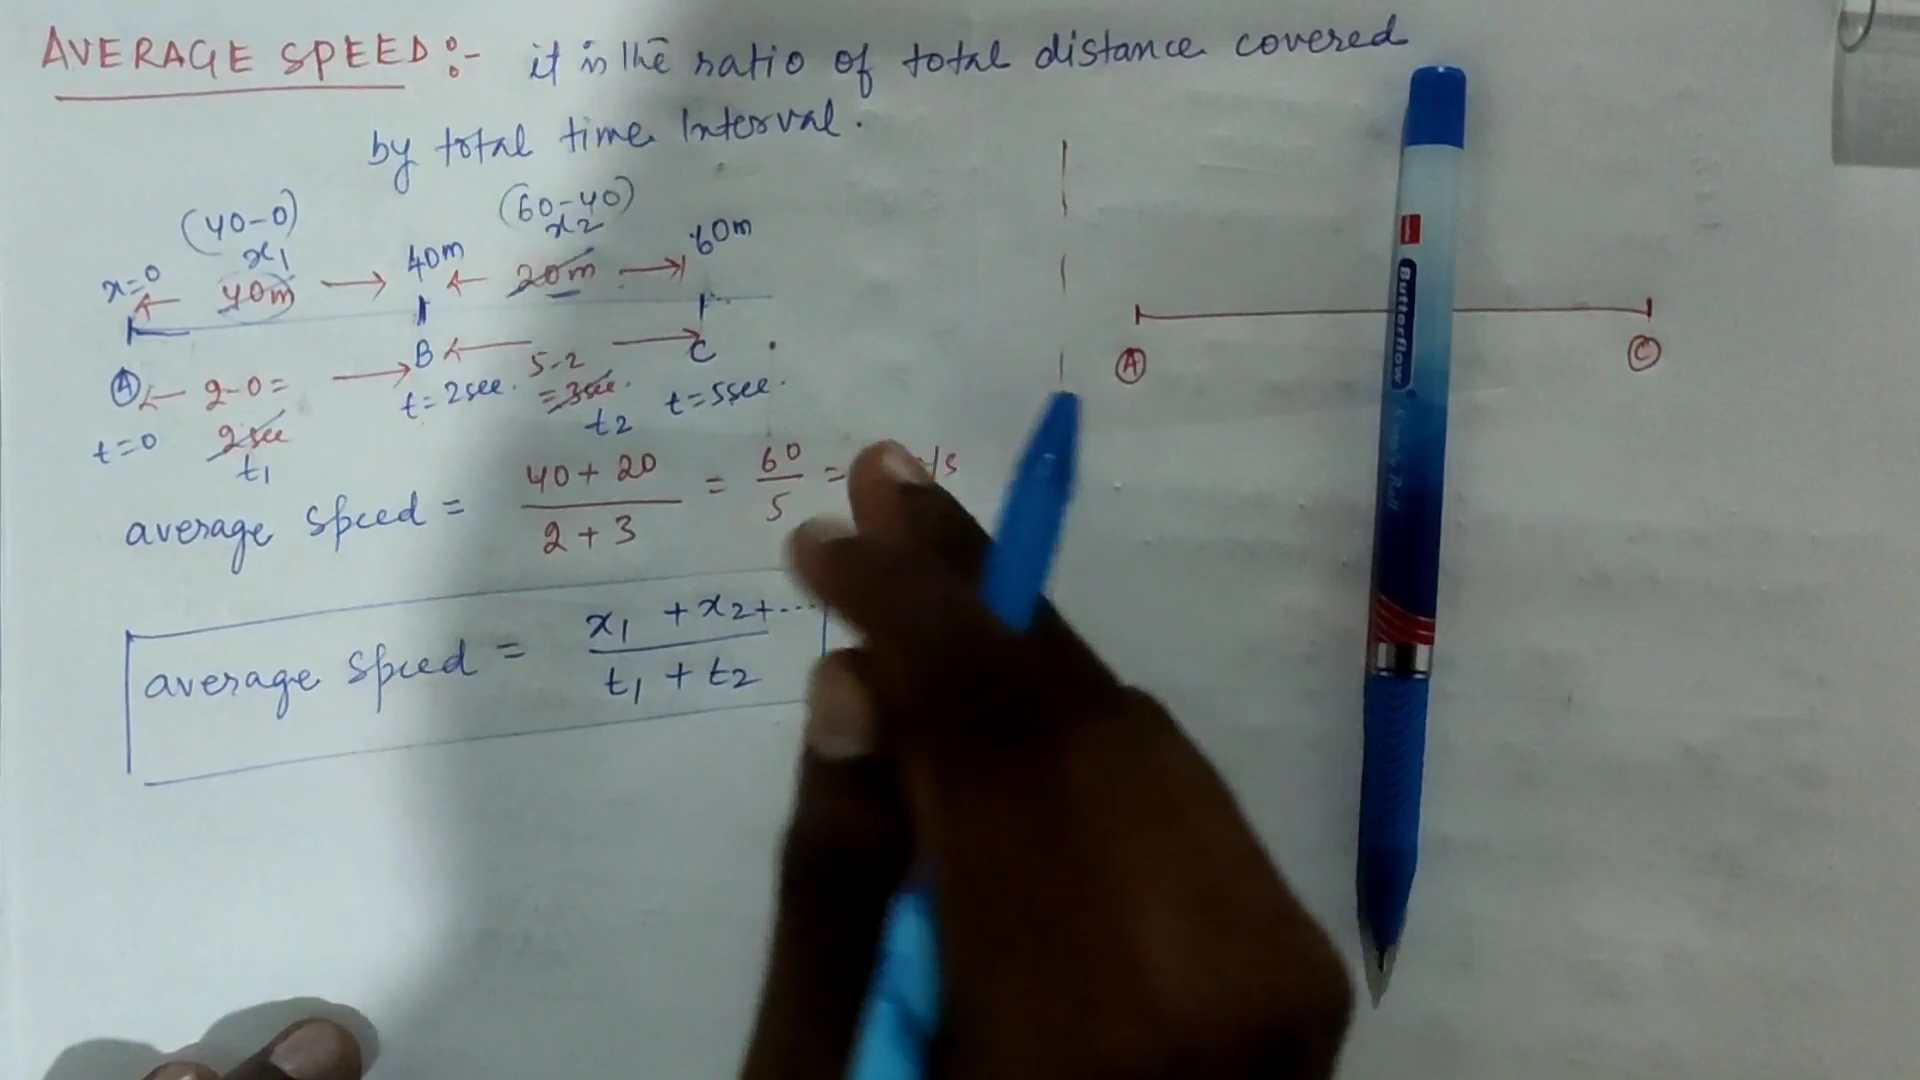 AVERAGE SPEED :- it is the ratio of total distance covered
by total time Interval.
(40-0) (60-40)
x1 x2
x=0 40m 40m 20m 60m
A 2-0= B 5-2 C
t=0 2sec t=2sec. =3sec. t=5sec.
t1 t2
average speed = 40+20 / 2+3 = 60 / 5 = /s
average speed = x1 +x2+... / t1 + t2
A C
Butterflow